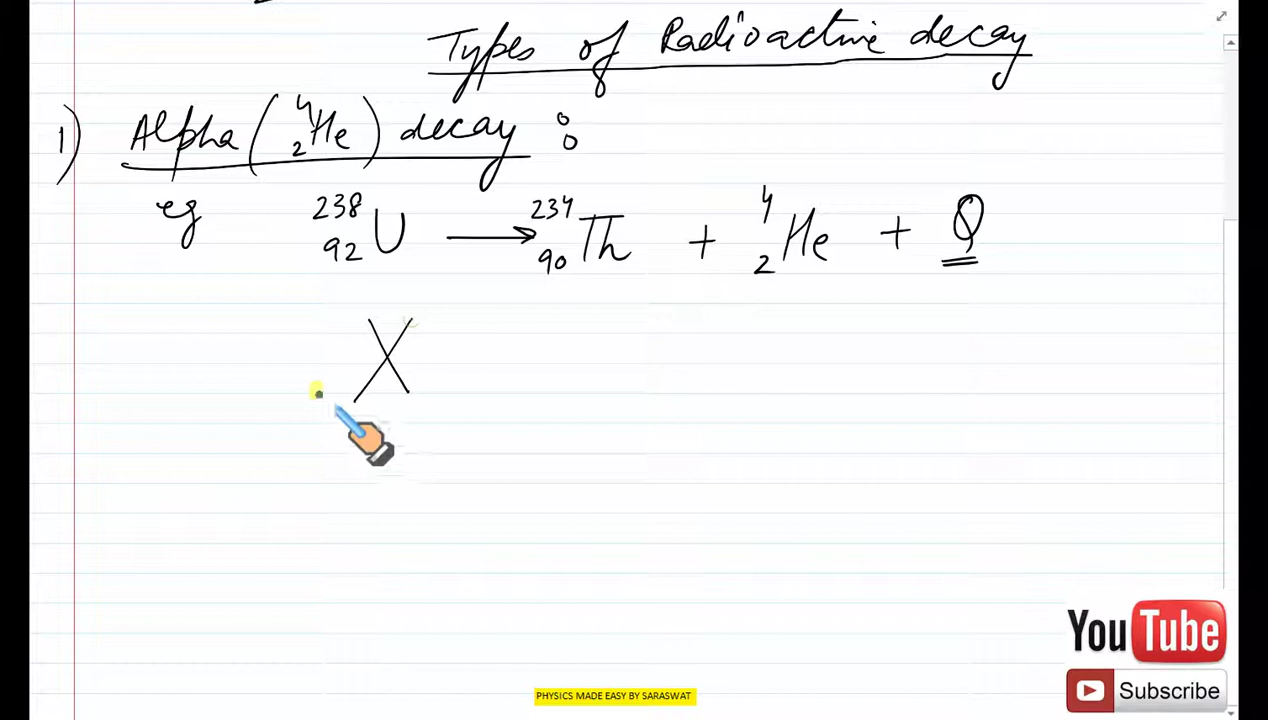 Types of Radioactive decay
1) Alpha (⁴₂He) decay :
eg ²³⁸₉₂U → ²³⁴₉₀Th + ⁴₂He + Q
X
YouTube
Subscribe
PHYSICS MADE EASY BY SARASWAT